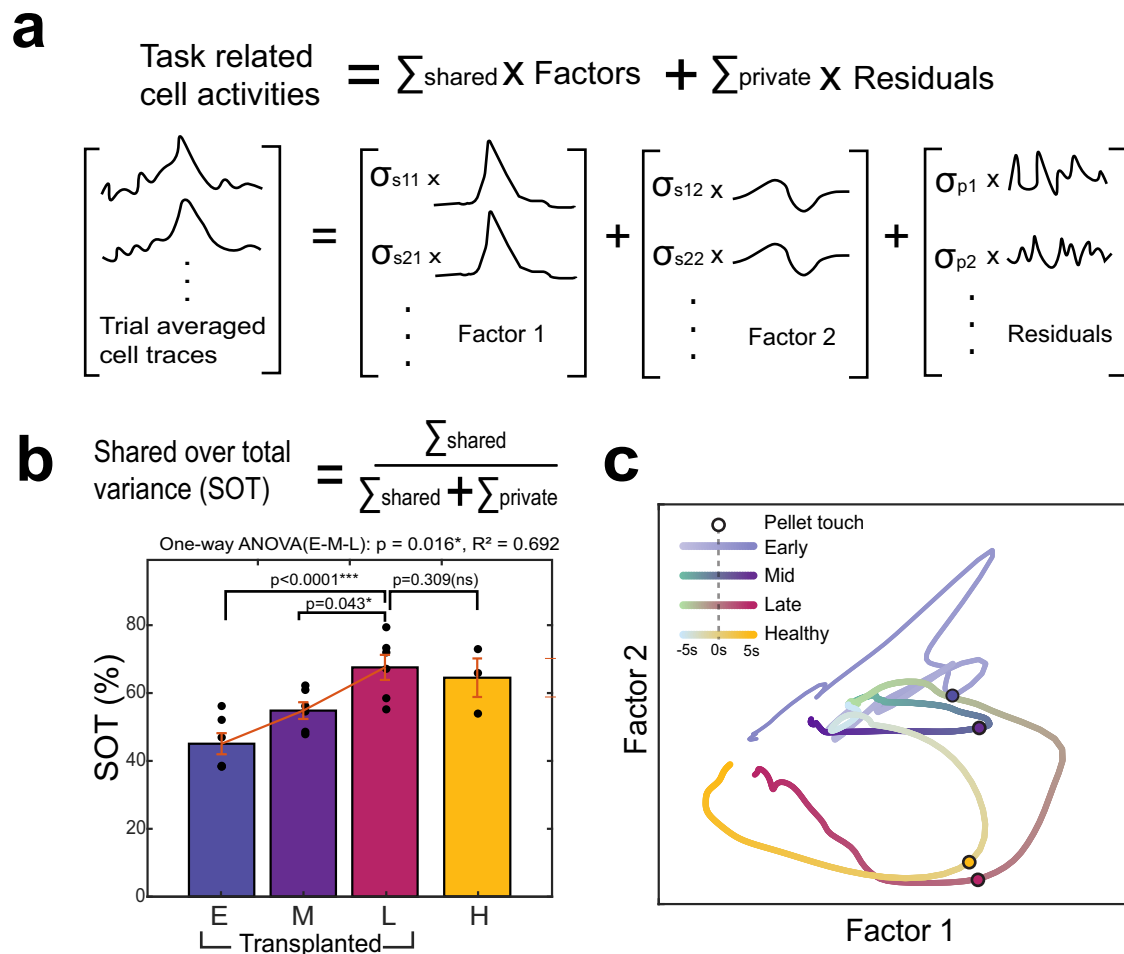 a
Task related
cell activities
= ∑shared x Factors + ∑private x Residuals
σs11 x
σs21 x
Factor 1
σs12 x
σs22 x
Factor 2
σp1 x
σp2 x
Residuals
Trial averaged
cell traces
= + +
b
Shared over total
variance (SOT)
= ∑shared
∑shared + ∑private
One-way ANOVA(E-M-L): p = 0.016*, R² = 0.692
p<0.0001***
p=0.309(ns)
p=0.043*
80
60
40
20
0
SOT (%)
E M L H
Transplanted
c
Pellet touch
Early
Mid
Late
Healthy
-5s 0s 5s
Factor 2
Factor 1